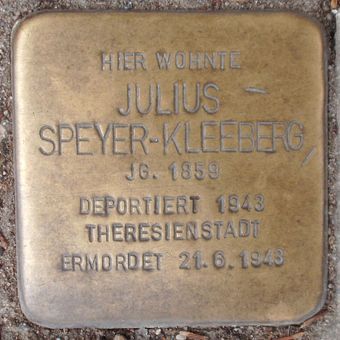 HIER WOHNTE
JULIUS
SPEYER-KLEEBERG
JG. 1859
DEPORTIERT 1943
THERESIENSTADT
ERMORDET 21.6.1943